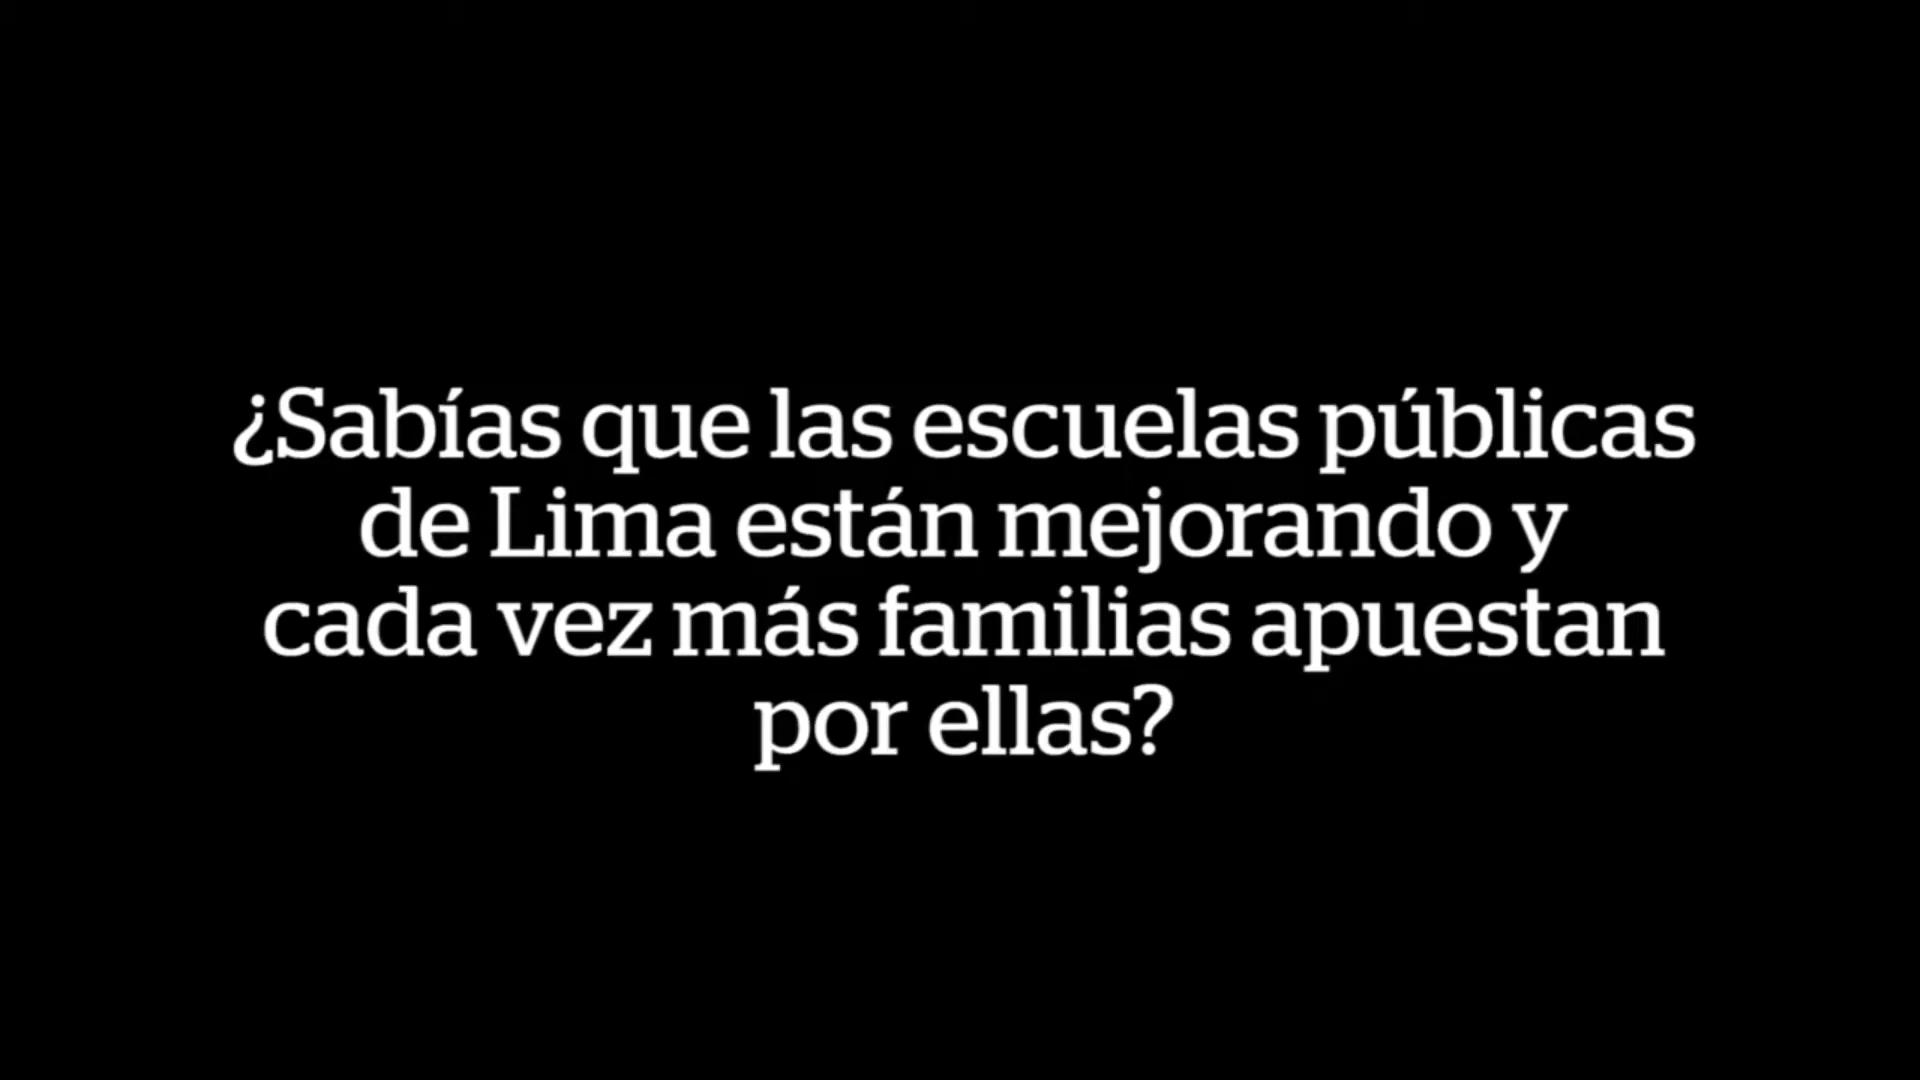 ¿Sabías que las escuelas públicas
de Lima están mejorando y
cada vez más familias apuestan
por ellas?